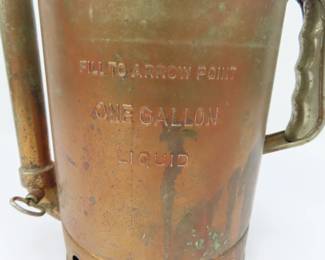 FILL TO ARROW POINT
ONE GALLON
LIQUID